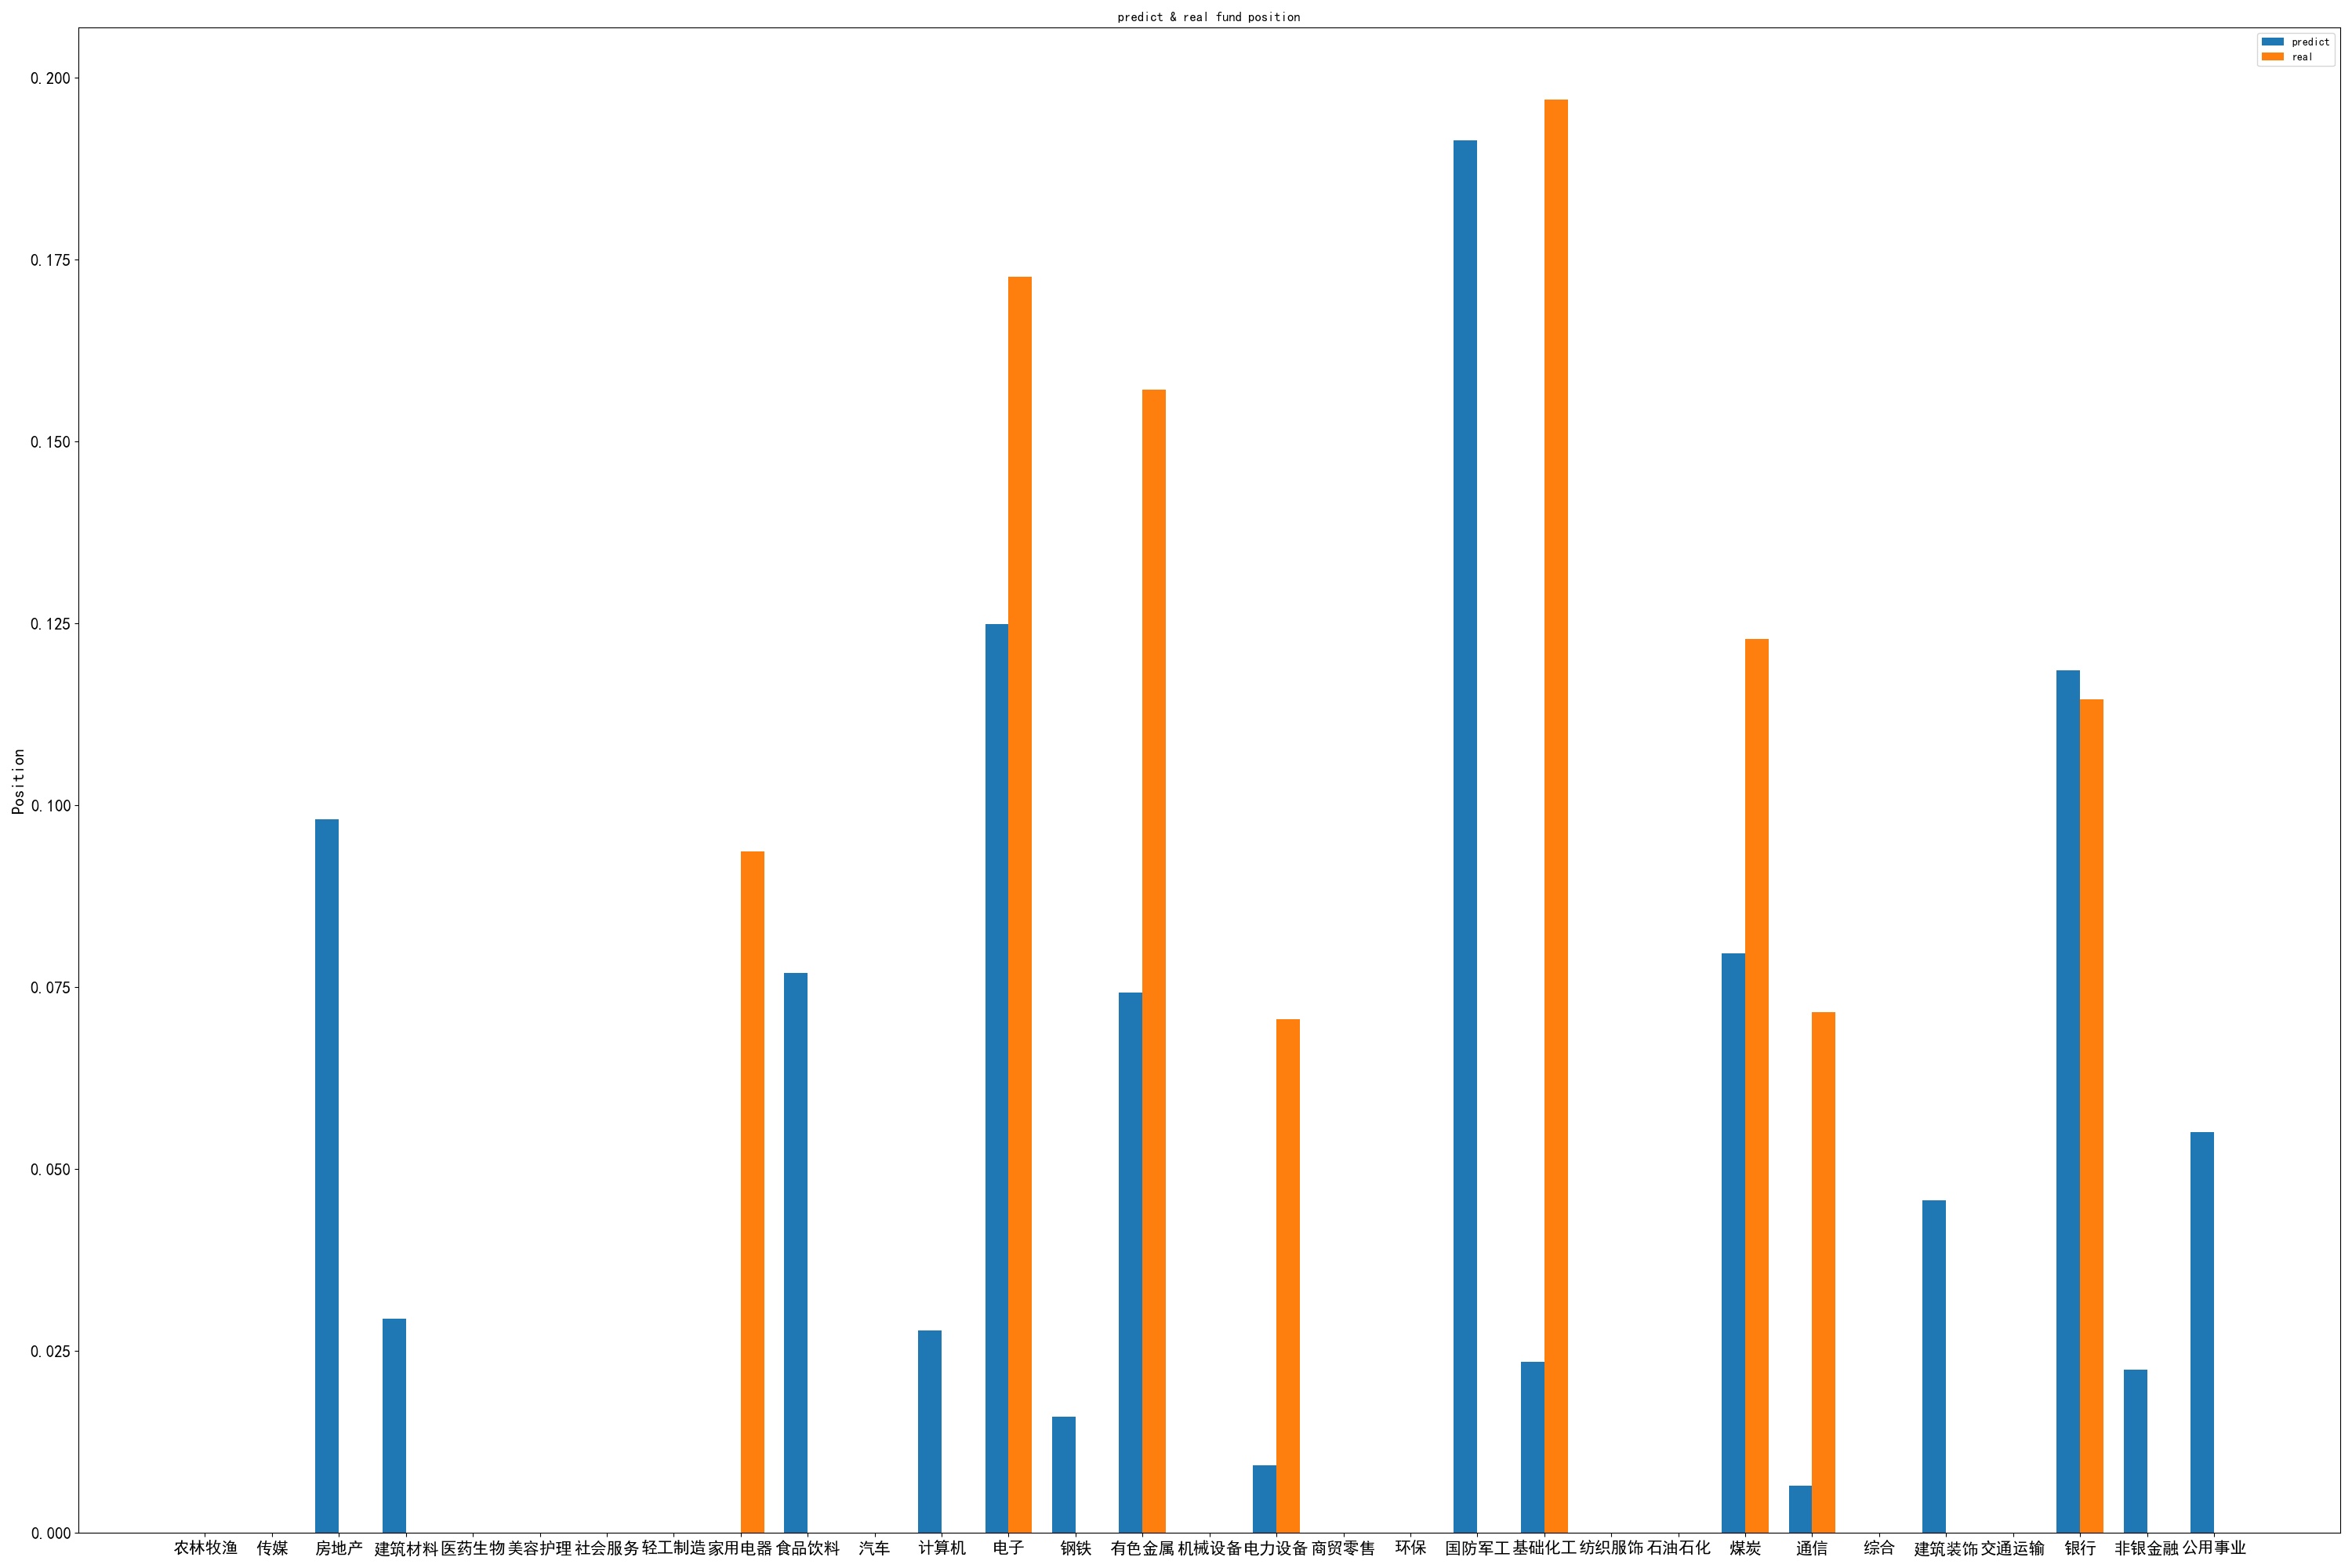 predict & real fund position
predict
real
0.200
0.175
0.150
0.125
0.100
0.075
0.050
0.025
0.000
Position
农林牧渔 传媒 房地产 建筑材料 医药生物 美容护理 社会服务 轻工制造 家用电器 食品饮料 汽车 计算机 电子 钢铁 有色金属 机械设备 电力设备 商贸零售 环保 国防军工 基础化工 纺织服饰 石油石化 煤炭 通信 综合 建筑装饰 交通运输 银行 非银金融 公用事业